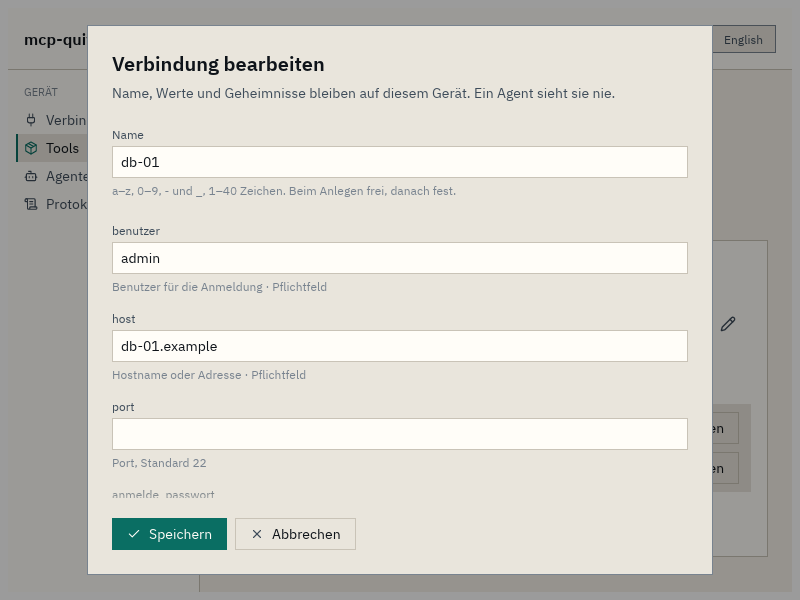 mcp-qui
English
GERÄT
Verbin
Tools
Agente
Protok
Verbindung bearbeiten
Name, Werte und Geheimnisse bleiben auf diesem Gerät. Ein Agent sieht sie nie.
Name
db-01
a–z, 0–9, - und _, 1–40 Zeichen. Beim Anlegen frei, danach fest.
benutzer
admin
Benutzer für die Anmeldung · Pflichtfeld
host
db-01.example
Hostname oder Adresse · Pflichtfeld
port
Port, Standard 22
anmelde_passwort
Speichern
Abbrechen
en
en